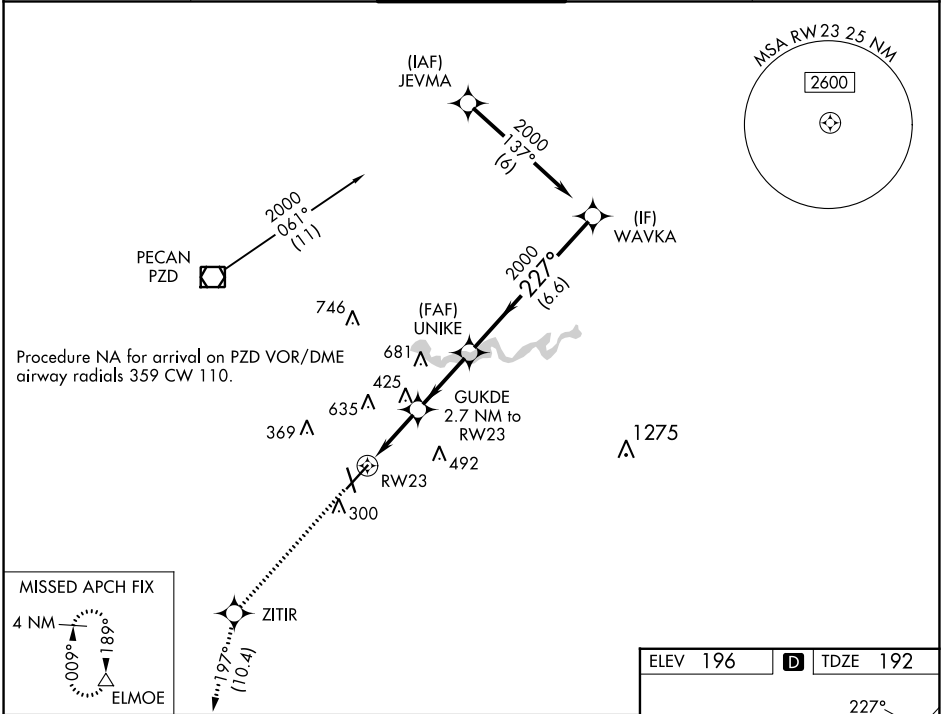 MSA RW 23 25 NM
2600
(IAF)
JEVMA
2000
137°
(6)
(IF)
WAVKA
2000
061°
(11)
PECAN
PZD
2000
227°
(6.6)
746
(FAF)
UNIKE
Procedure NA for arrival on PZD VOR/DME
airway radials 359 CW 110.
681
425
635
369
GUKDE
2.7 NM to
RW23
492
1275
RW23
300
MISSED APCH FIX
4 NM
009°
189°
ELMOE
ZITIR
197°
(10.4)
ELEV 196 D TDZE 192
227°